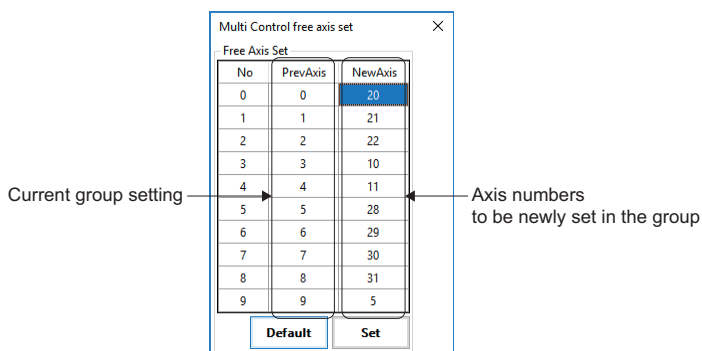 Multi Control free axis set
Free Axis Set
No PrevAxis NewAxis
0 0 20
1 1 21
2 2 22
3 3 10
4 4 11
5 5 28
6 6 29
7 7 30
8 8 31
9 9 5
Default Set
Current group setting
Axis numbers
to be newly set in the group